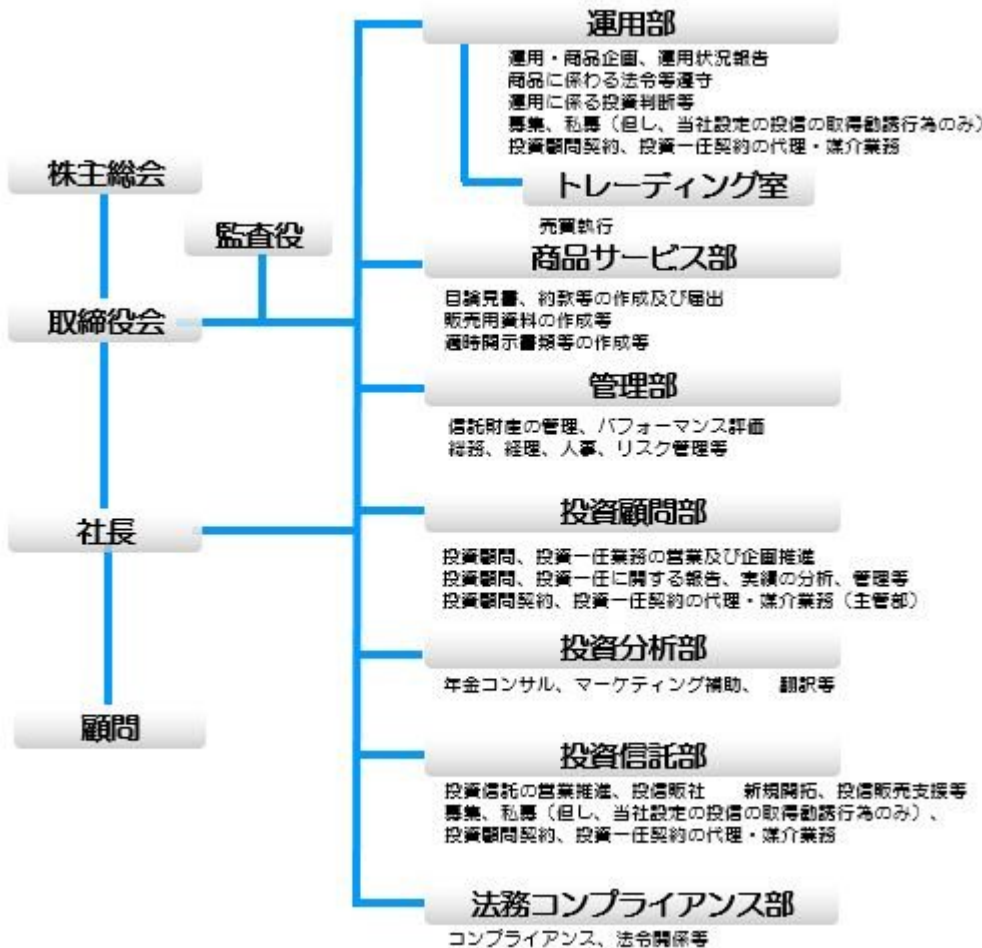 株主総会
監査役
取締役会
社長
顧問
運用部
運用・商品企画、運用状況報告
商品に係わる法令等遵守
運用に係る投資判断等
募集、私募（但し、当社設定の投信の取得勧誘行為のみ）
投資顧問契約、投資一任契約の代理・媒介業務
トレーディング室
売買執行
商品サービス部
目論見書、約款等の作成及び届出
販売用資料の作成等
適時開示書類等の作成等
管理部
信託財産の管理、パフォーマンス評価
総務、経理、人事、リスク管理等
投資顧問部
投資顧問、投資一任業務の営業及び企画推進
投資顧問、投資一任に関する報告、実績の分析、管理等
投資顧問契約、投資一任契約の代理・媒介業務（主管部）
投資分析部
年金コンサル、マーケティング補助、　翻訳等
投資信託部
投資信託の営業推進、投信販社　　新規開拓、投信販売支援等
募集、私募（但し、当社設定の投信の取得勧誘行為のみ）、
投資顧問契約、投資一任契約の代理・媒介業務
法務コンプライアンス部
コンプライアンス、法令関係等